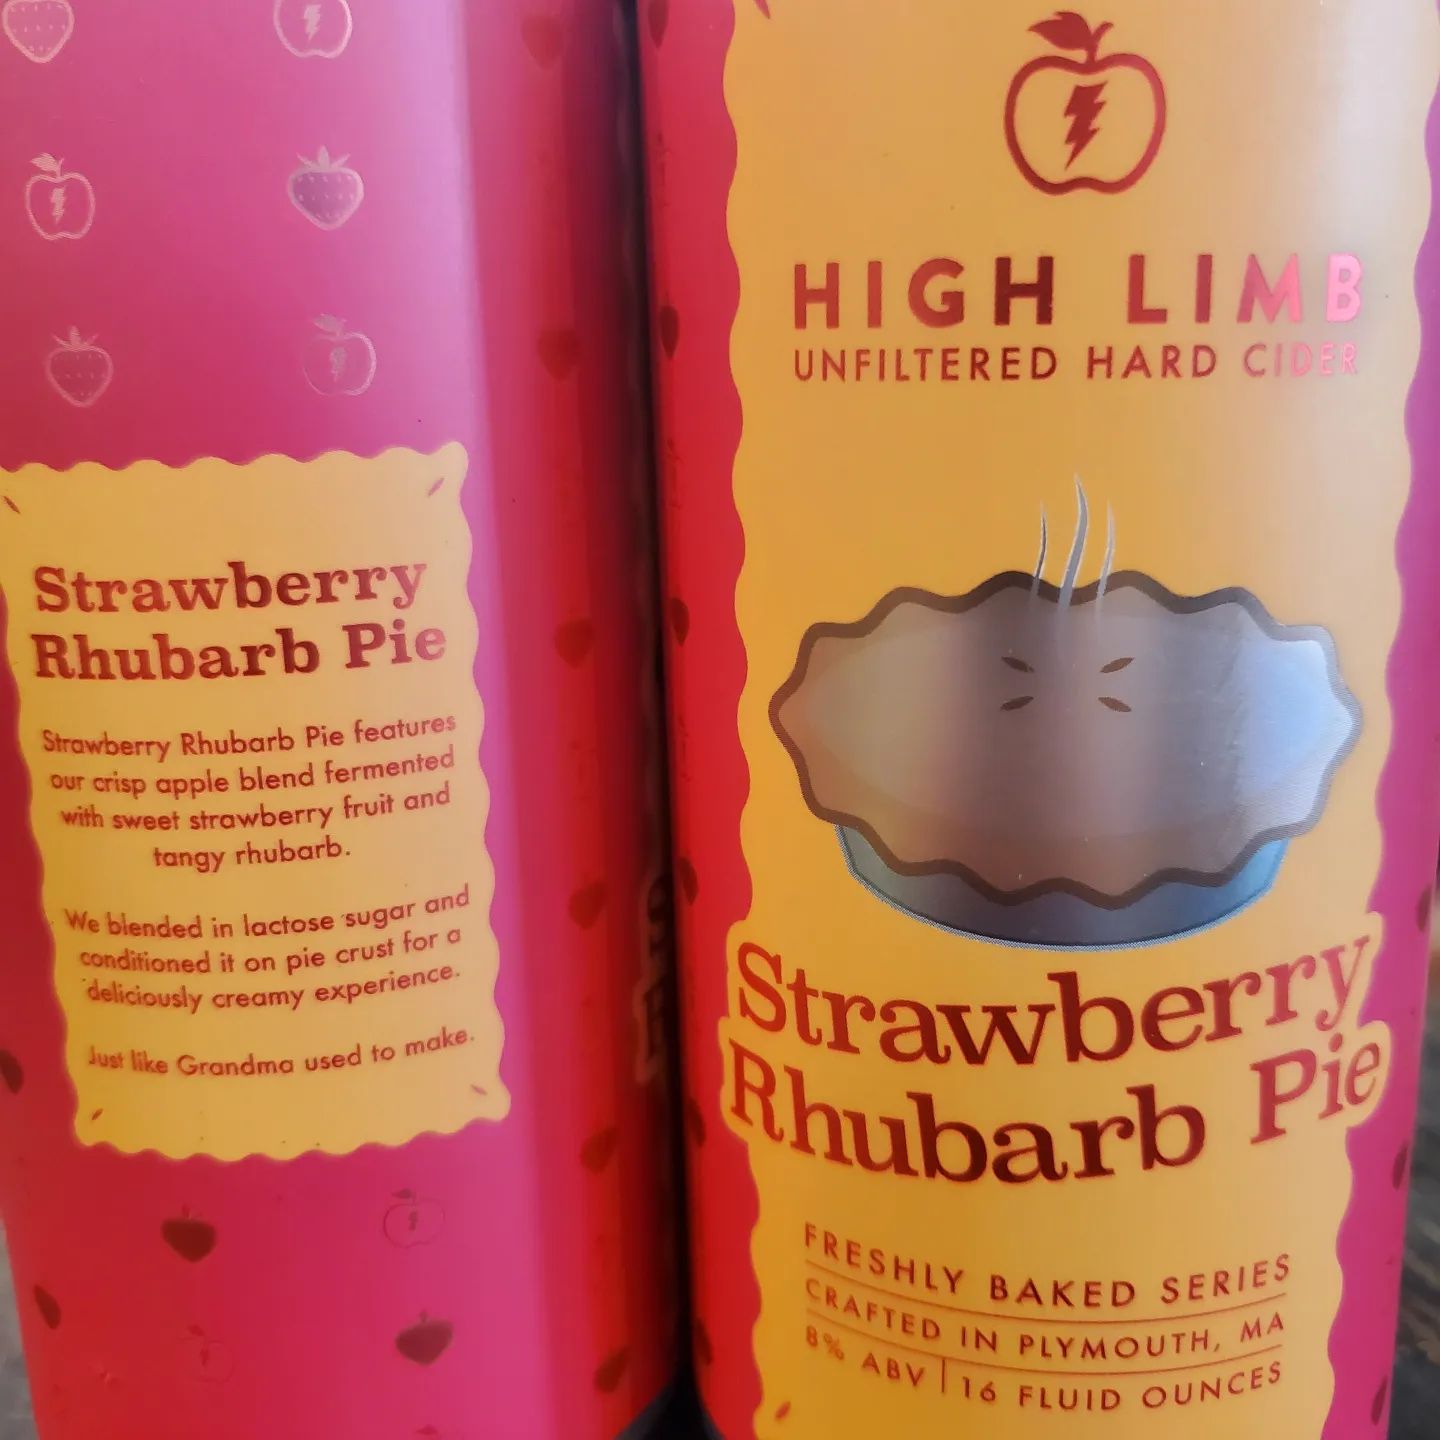 Strawberry
Rhubarb Pie
Strawberry Rhubarb Pie features
our crisp apple blend fermented
with sweet strawberry fruit and
tangy rhubarb.
We blended in lactose sugar and
conditioned it on pie crust for a
deliciously creamy experience.
Just like Grandma used to make.
HIGH LIMB
UNFILTERED HARD CIDER
Strawberry
Rhubarb Pie
FRESHLY BAKED SERIES
CRAFTED IN PLYMOUTH, MA
8% ABV | 16 FLUID OUNCES